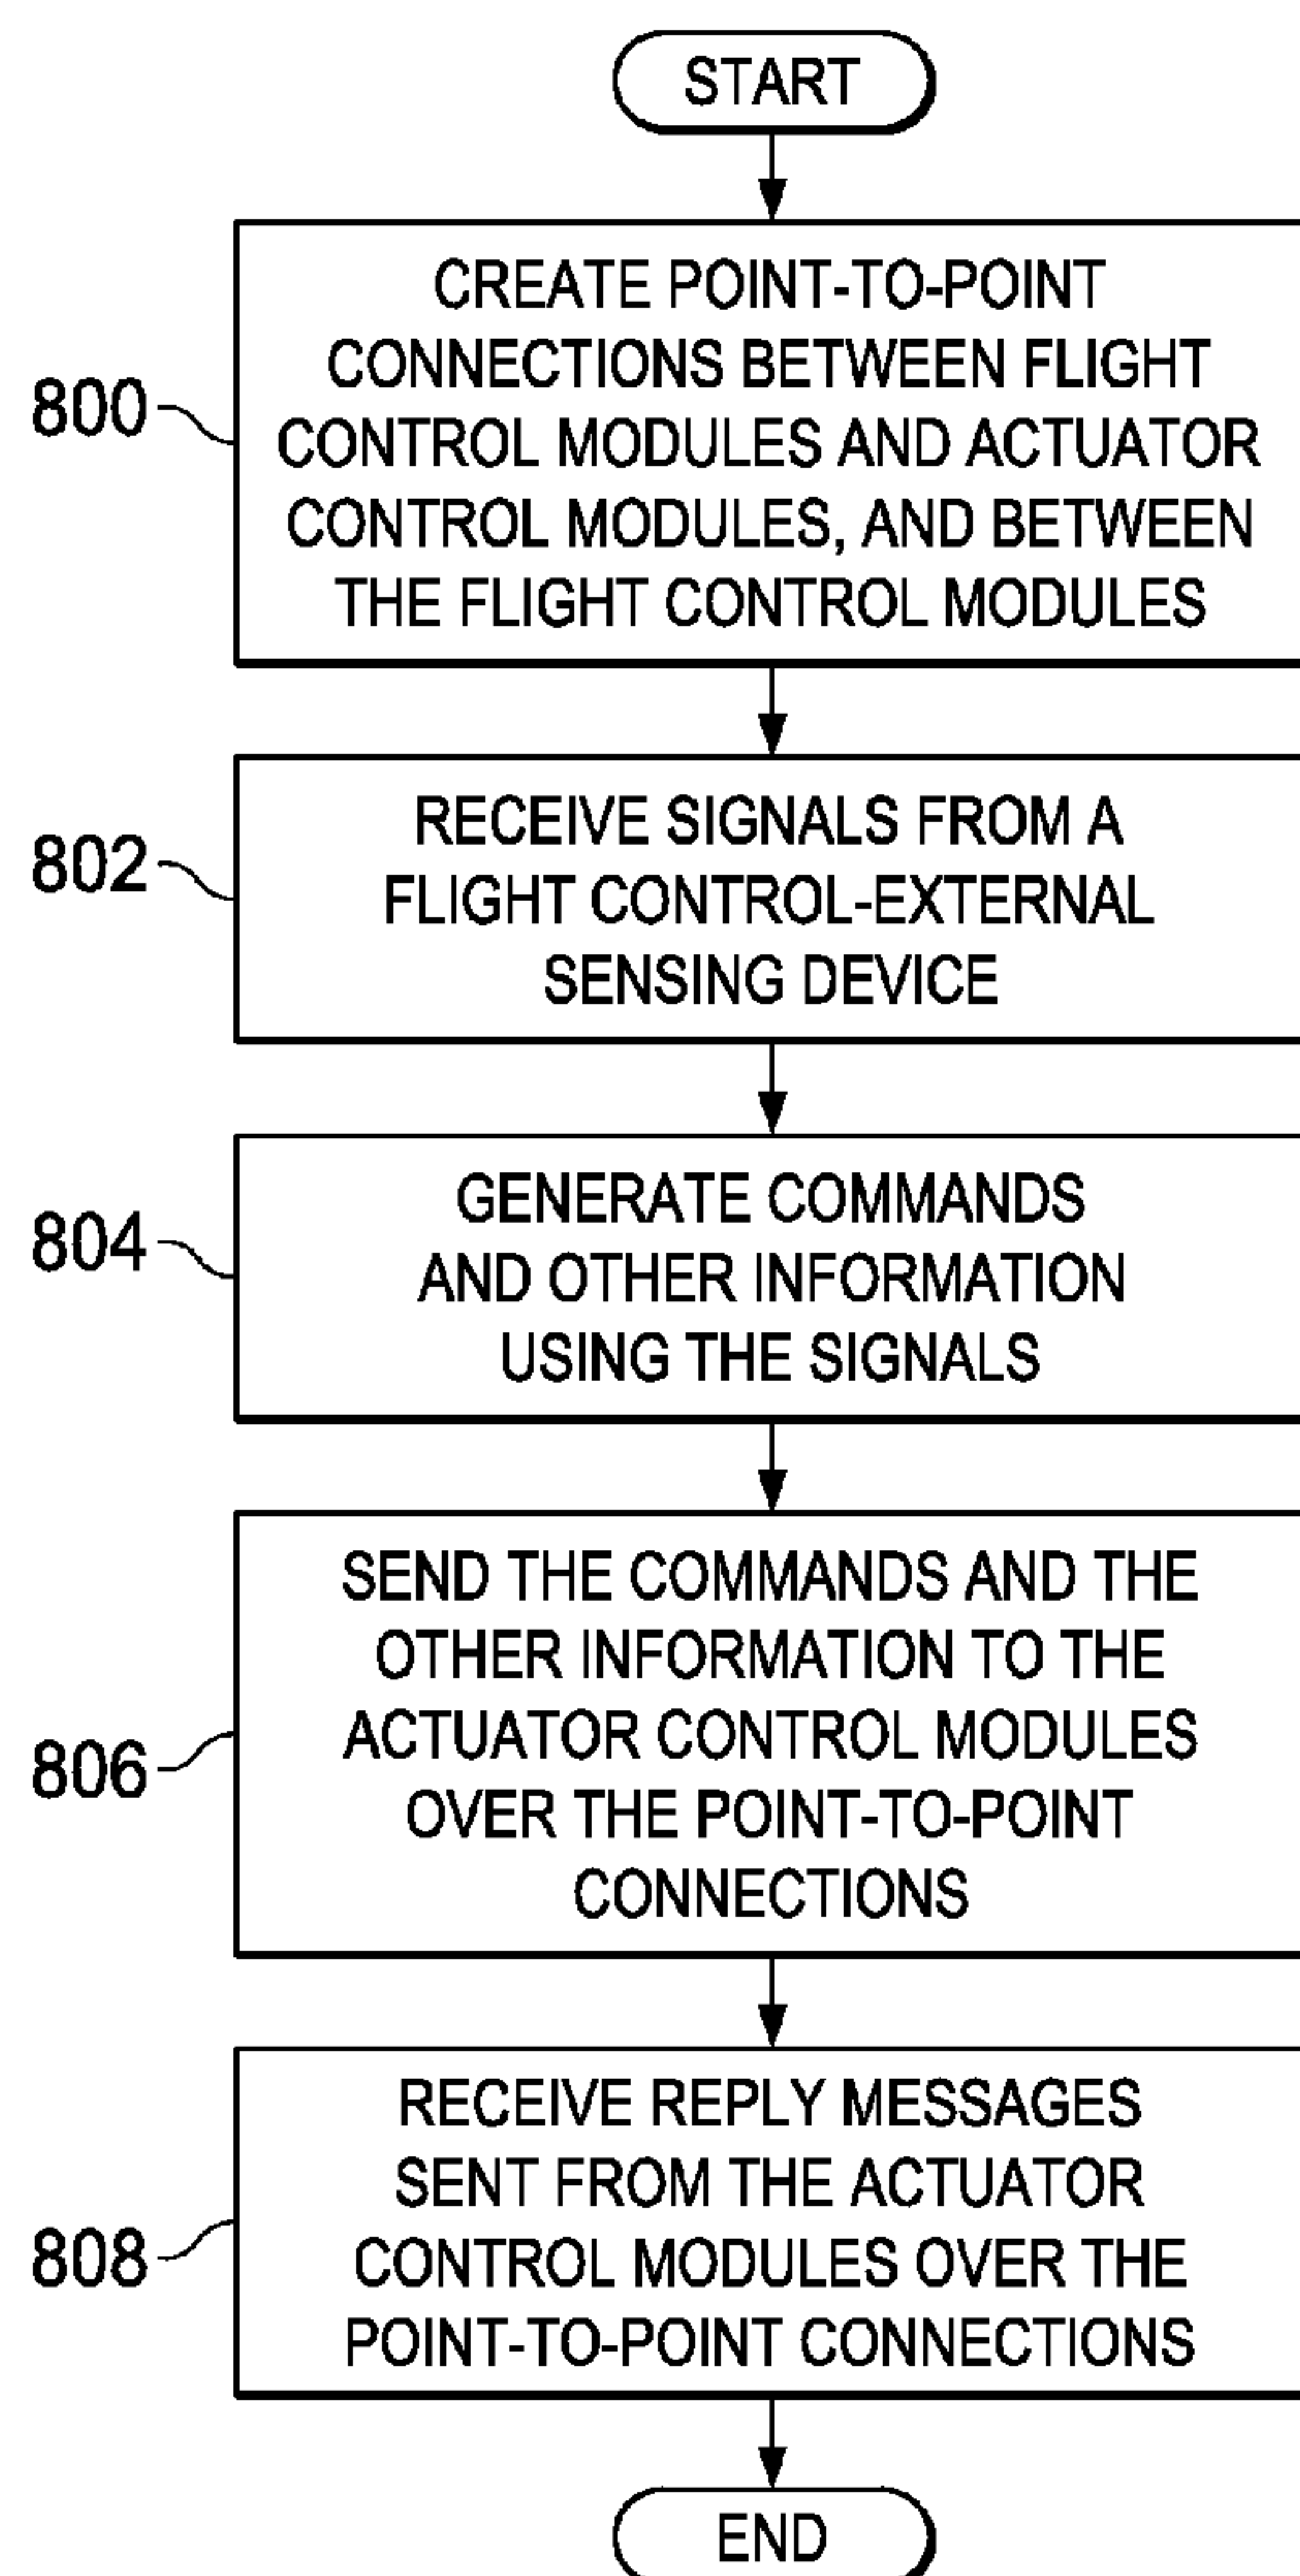 START
800
CREATE POINT-TO-POINT
CONNECTIONS BETWEEN FLIGHT
CONTROL MODULES AND ACTUATOR
CONTROL MODULES, AND BETWEEN
THE FLIGHT CONTROL MODULES
802
RECEIVE SIGNALS FROM A
FLIGHT CONTROL-EXTERNAL
SENSING DEVICE
804
GENERATE COMMANDS
AND OTHER INFORMATION
USING THE SIGNALS
806
SEND THE COMMANDS AND THE
OTHER INFORMATION TO THE
ACTUATOR CONTROL MODULES
OVER THE POINT-TO-POINT
CONNECTIONS
808
RECEIVE REPLY MESSAGES
SENT FROM THE ACTUATOR
CONTROL MODULES OVER THE
POINT-TO-POINT CONNECTIONS
END